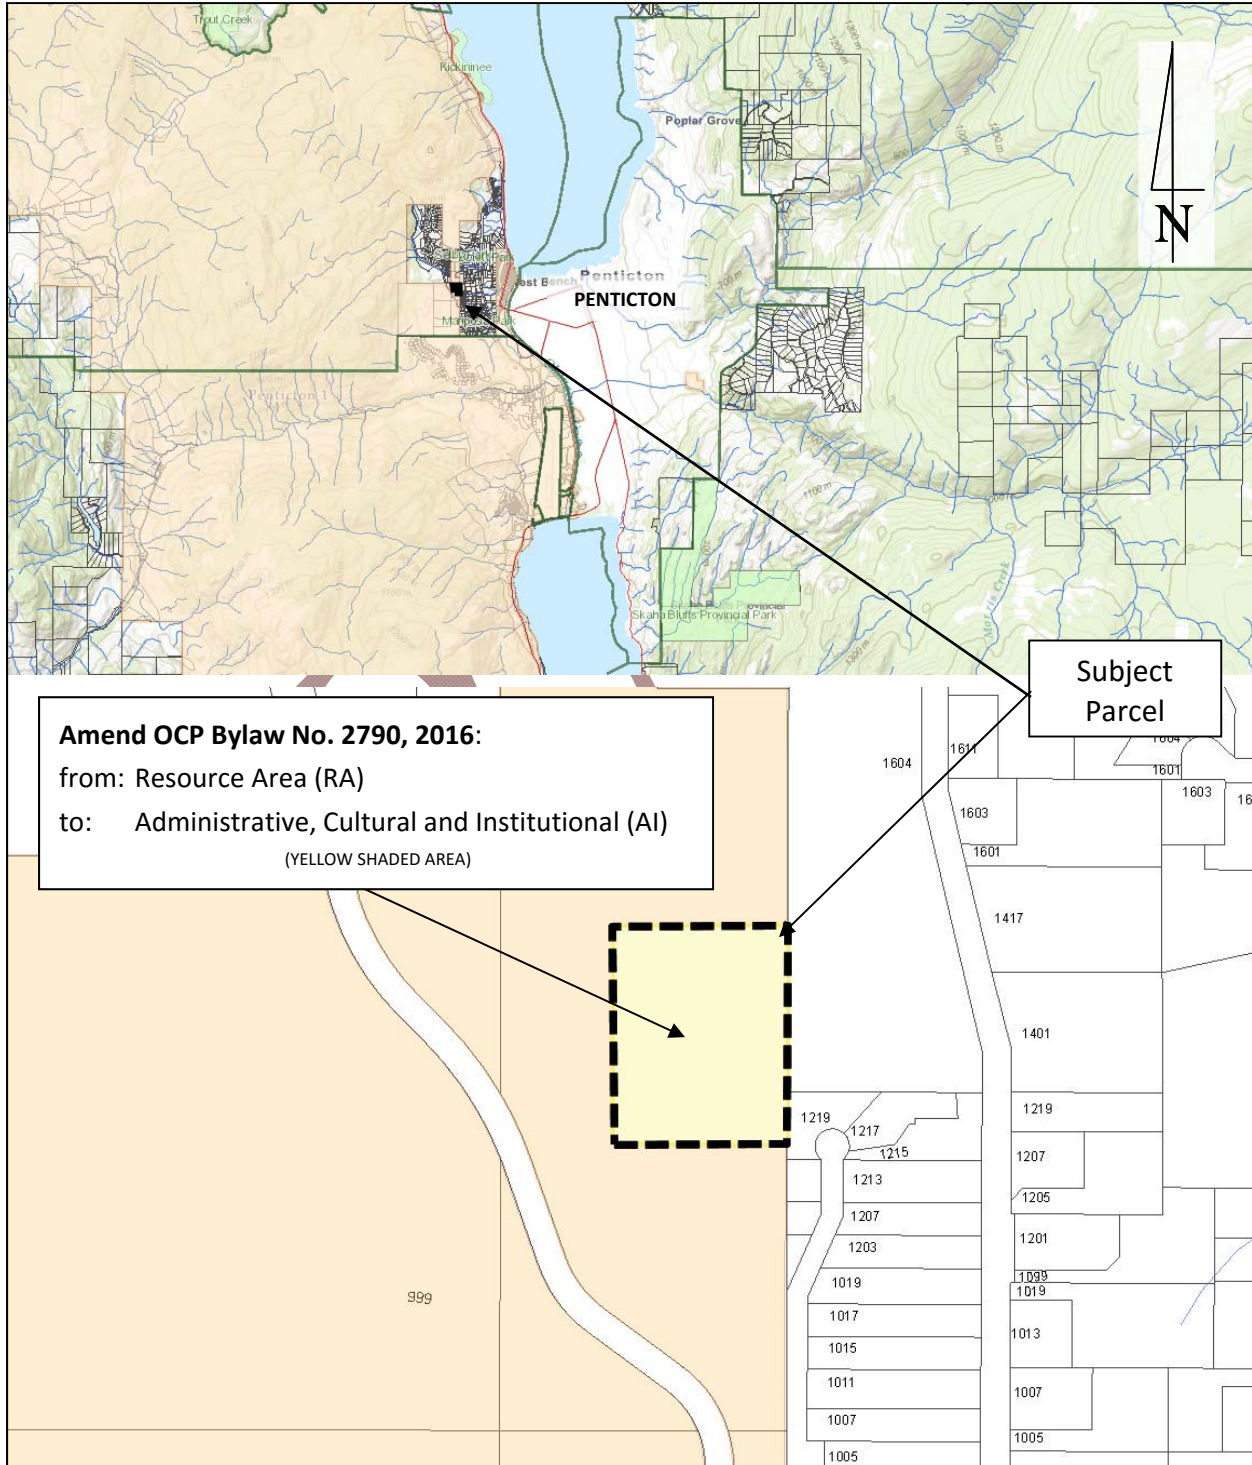 Trout Creek
Kickininee
Poplar Grove
N
Penticton
PENTICTON
Penticton 1
Skaha Bluffs Provincial Park
Morris Creek
Subject
Parcel
Amend OCP Bylaw No. 2790, 2016:
from: Resource Area (RA)
to: Administrative, Cultural and Institutional (AI)
(YELLOW SHADED AREA)
1604
1611
1604
1601
1603
1603
1601
1417
1401
1219
1219
1217
1215
1207
1213
1205
1207
1201
1203
1019
1019
1017
1013
1015
1011
1007
1007
1005
1005
999